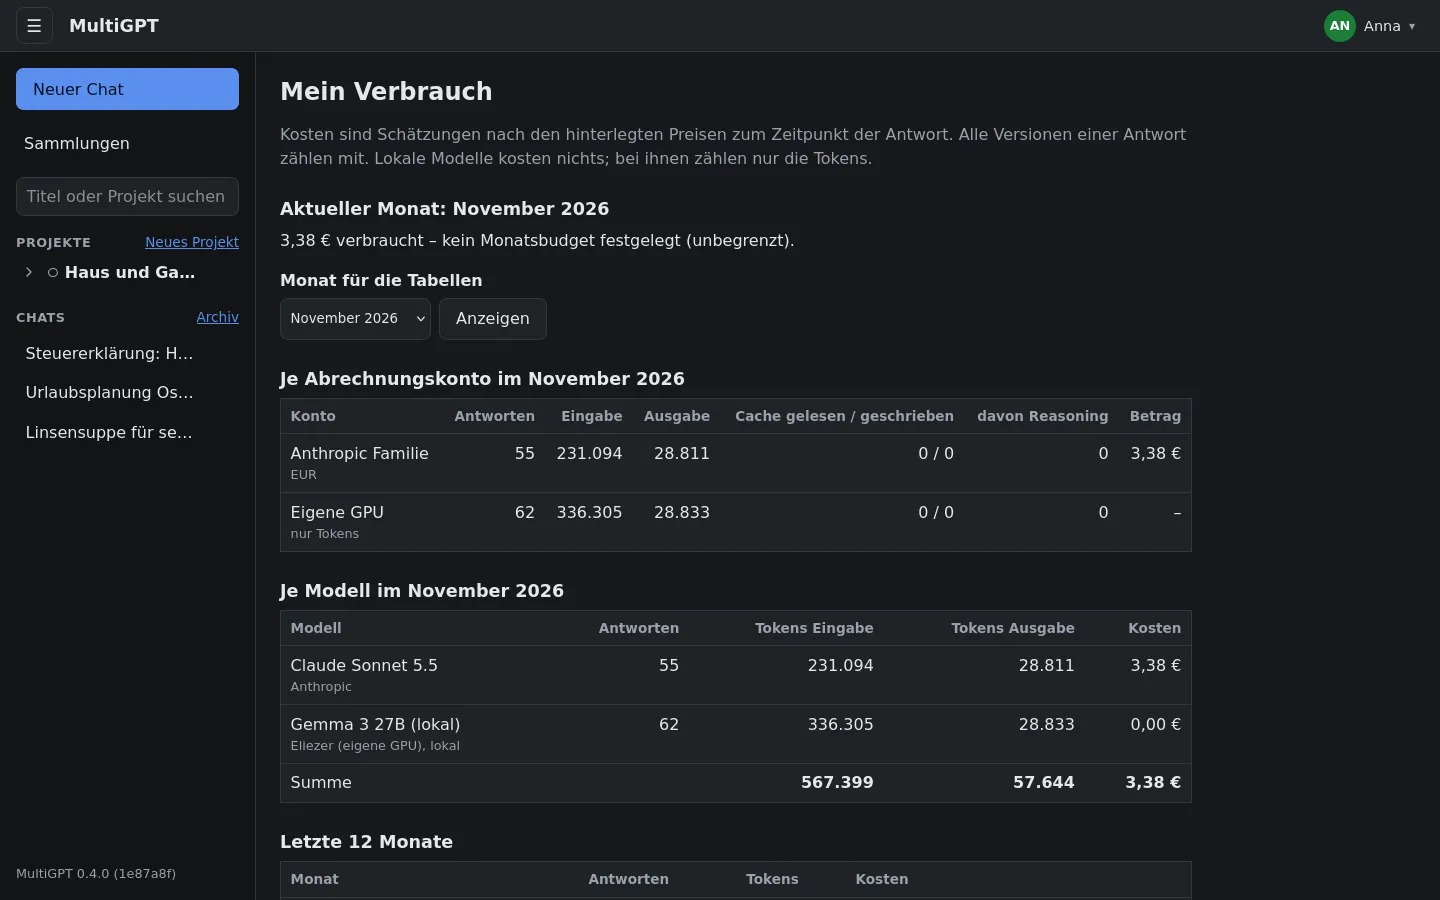 ☰ MultiGPT AN Anna ▾
Neuer Chat
Sammlungen
Titel oder Projekt suchen
PROJEKTE Neues Projekt
Haus und Ga…
CHATS Archiv
Steuererklärung: H…
Urlaubsplanung Os…
Linsensuppe für se…
MultiGPT 0.4.0 (1e87a8f)
Mein Verbrauch
Kosten sind Schätzungen nach den hinterlegten Preisen zum Zeitpunkt der Antwort. Alle Versionen einer Antwort
zählen mit. Lokale Modelle kosten nichts; bei ihnen zählen nur die Tokens.
Aktueller Monat: November 2026
3,38 € verbraucht – kein Monatsbudget festgelegt (unbegrenzt).
Monat für die Tabellen
November 2026 Anzeigen
Je Abrechnungskonto im November 2026
Konto Antworten Eingabe Ausgabe Cache gelesen / geschrieben davon Reasoning Betrag
Anthropic Familie 55 231.094 28.811 0 / 0 0 3,38 €
EUR
Eigene GPU 62 336.305 28.833 0 / 0 0 –
nur Tokens
Je Modell im November 2026
Modell Antworten Tokens Eingabe Tokens Ausgabe Kosten
Claude Sonnet 5.5 55 231.094 28.811 3,38 €
Anthropic
Gemma 3 27B (lokal) 62 336.305 28.833 0,00 €
Eliezer (eigene GPU), lokal
Summe 567.399 57.644 3,38 €
Letzte 12 Monate
Monat Antworten Tokens Kosten